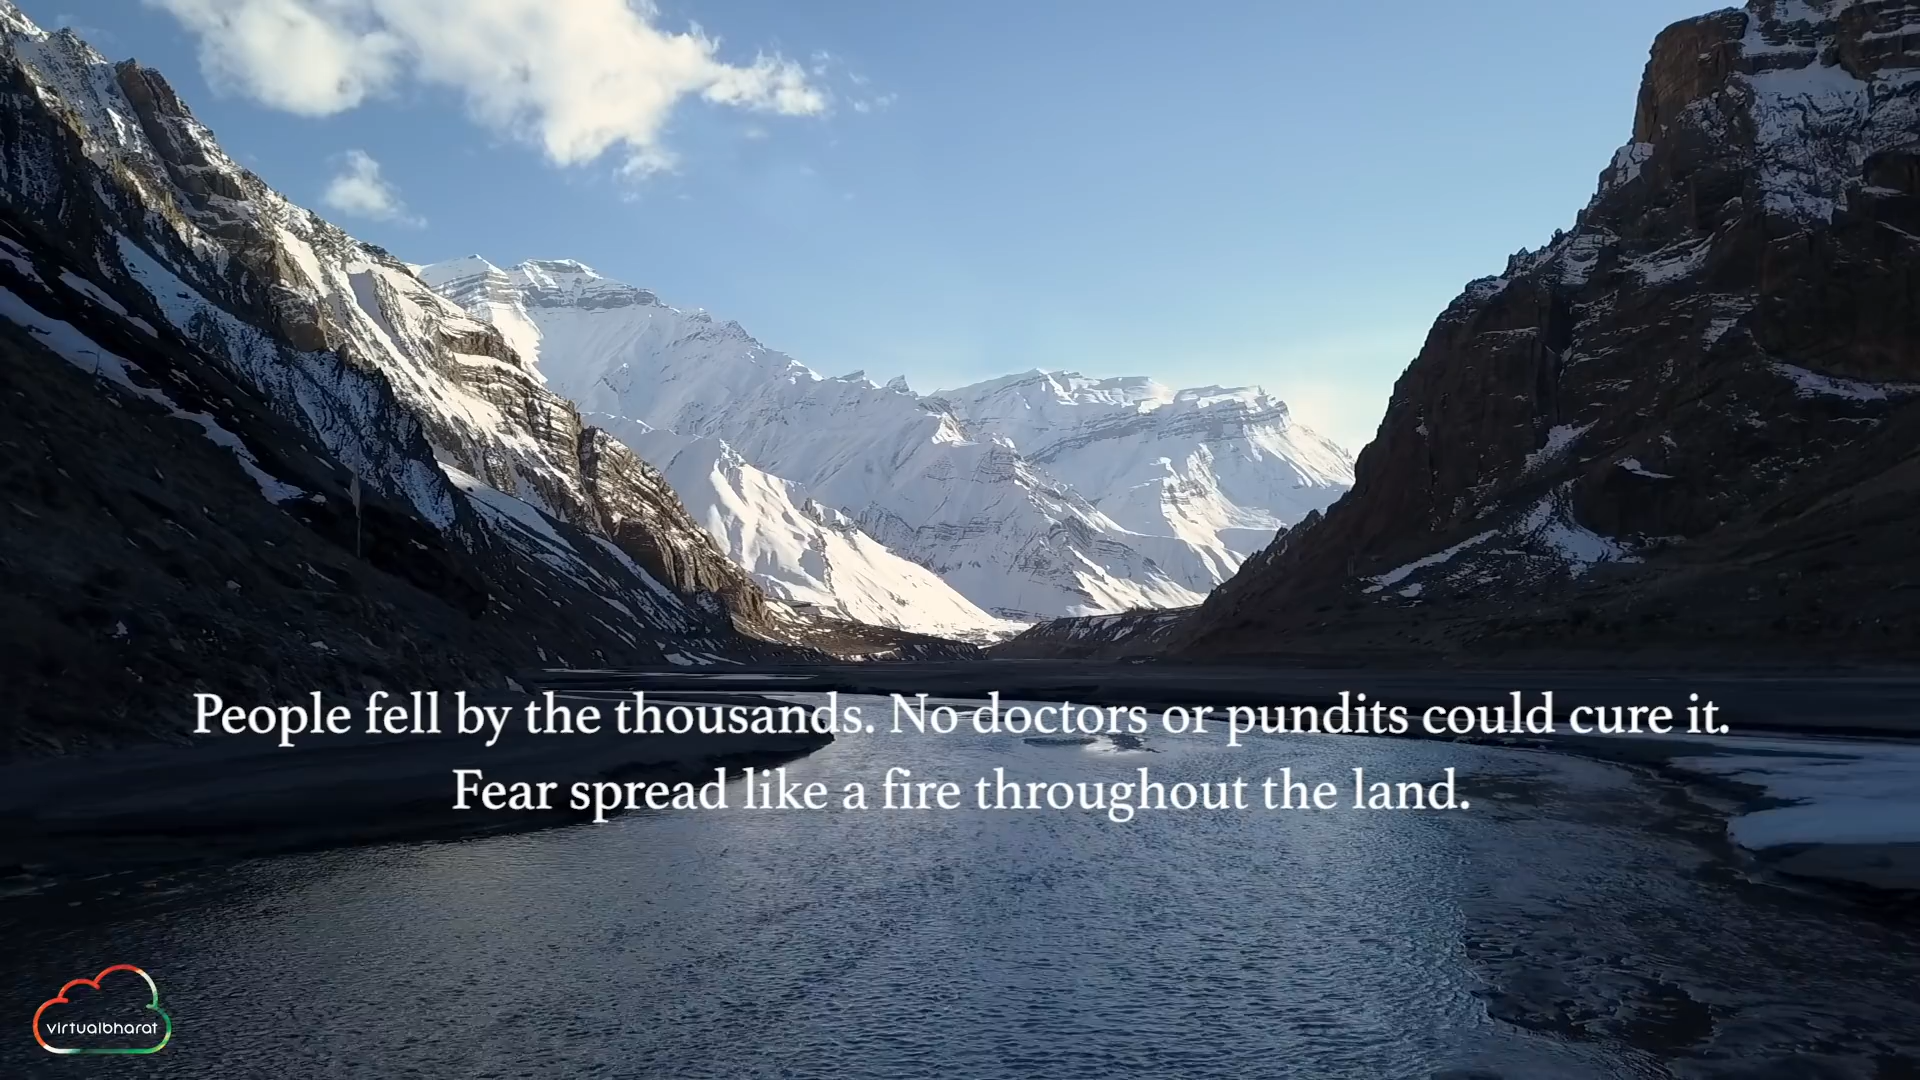 People fell by the thousands. No doctors or pundits could cure it.
Fear spread like a fire throughout the land.
virtualbharat